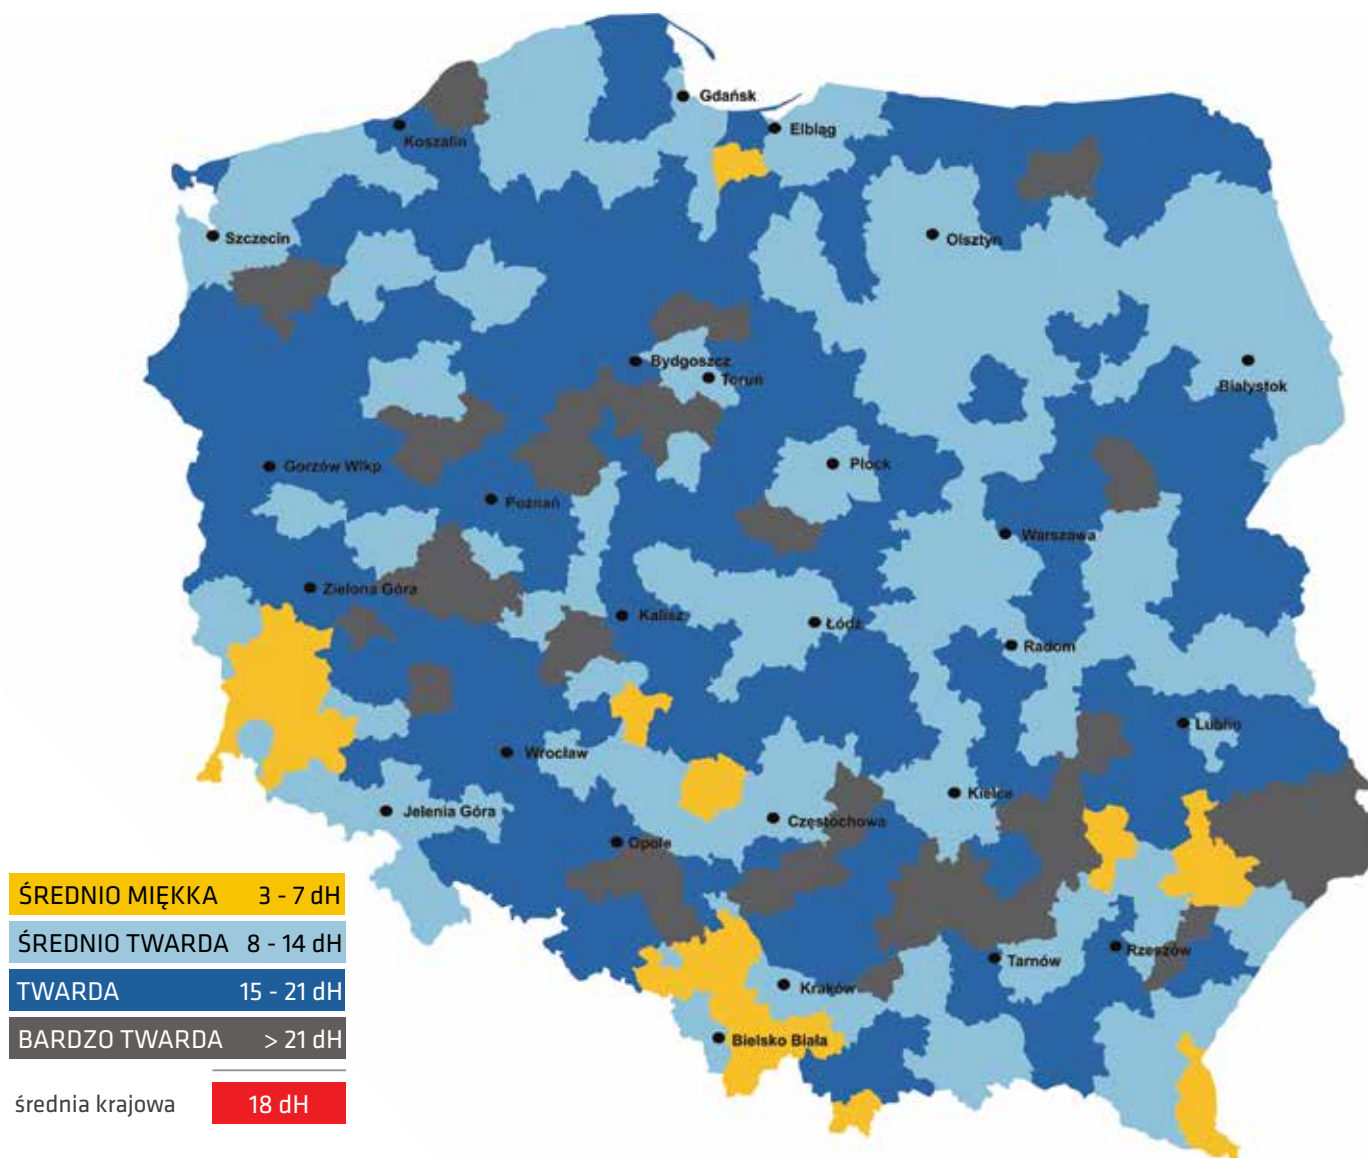 Gdańsk
Elbląg
Koszalin
Szczecin
Olsztyn
Bydgoszcz
Toruń
Białystok
Gorzów Wlkp
Płock
Poznań
Warszawa
Zielona Góra
Kalisz
Łódź
Radom
Lublin
Wrocław
Kielce
Jelenia Góra
Częstochowa
Opole
Rzeszów
Tarnów
Kraków
Bielsko Biała
ŚREDNIO MIĘKKA 3 - 7 dH
ŚREDNIO TWARDA 8 - 14 dH
TWARDA 15 - 21 dH
BARDZO TWARDA > 21 dH
średnia krajowa 18 dH